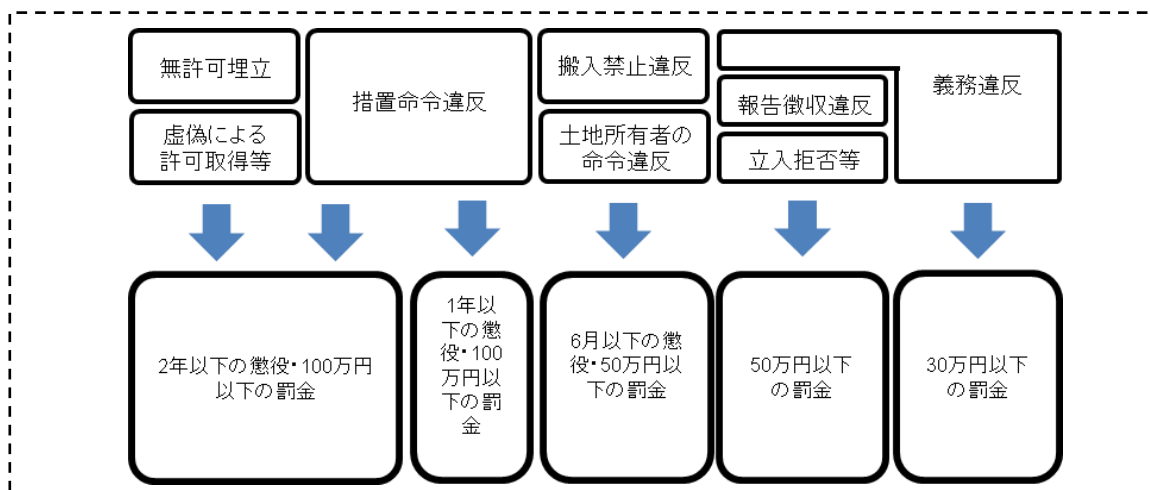 無許可埋立
虚偽による
許可取得等
措置命令違反
搬入禁止違反
土地所有者の
命令違反
報告徴収違反
立入拒否等
義務違反
2年以下の懲役・100万円
以下の罰金
1年以
下の懲
役・100
万円以
下の罰
金
6月以下の懲
役・50万円以
下の罰金
50万円以下
の罰金
30万円以下
の罰金